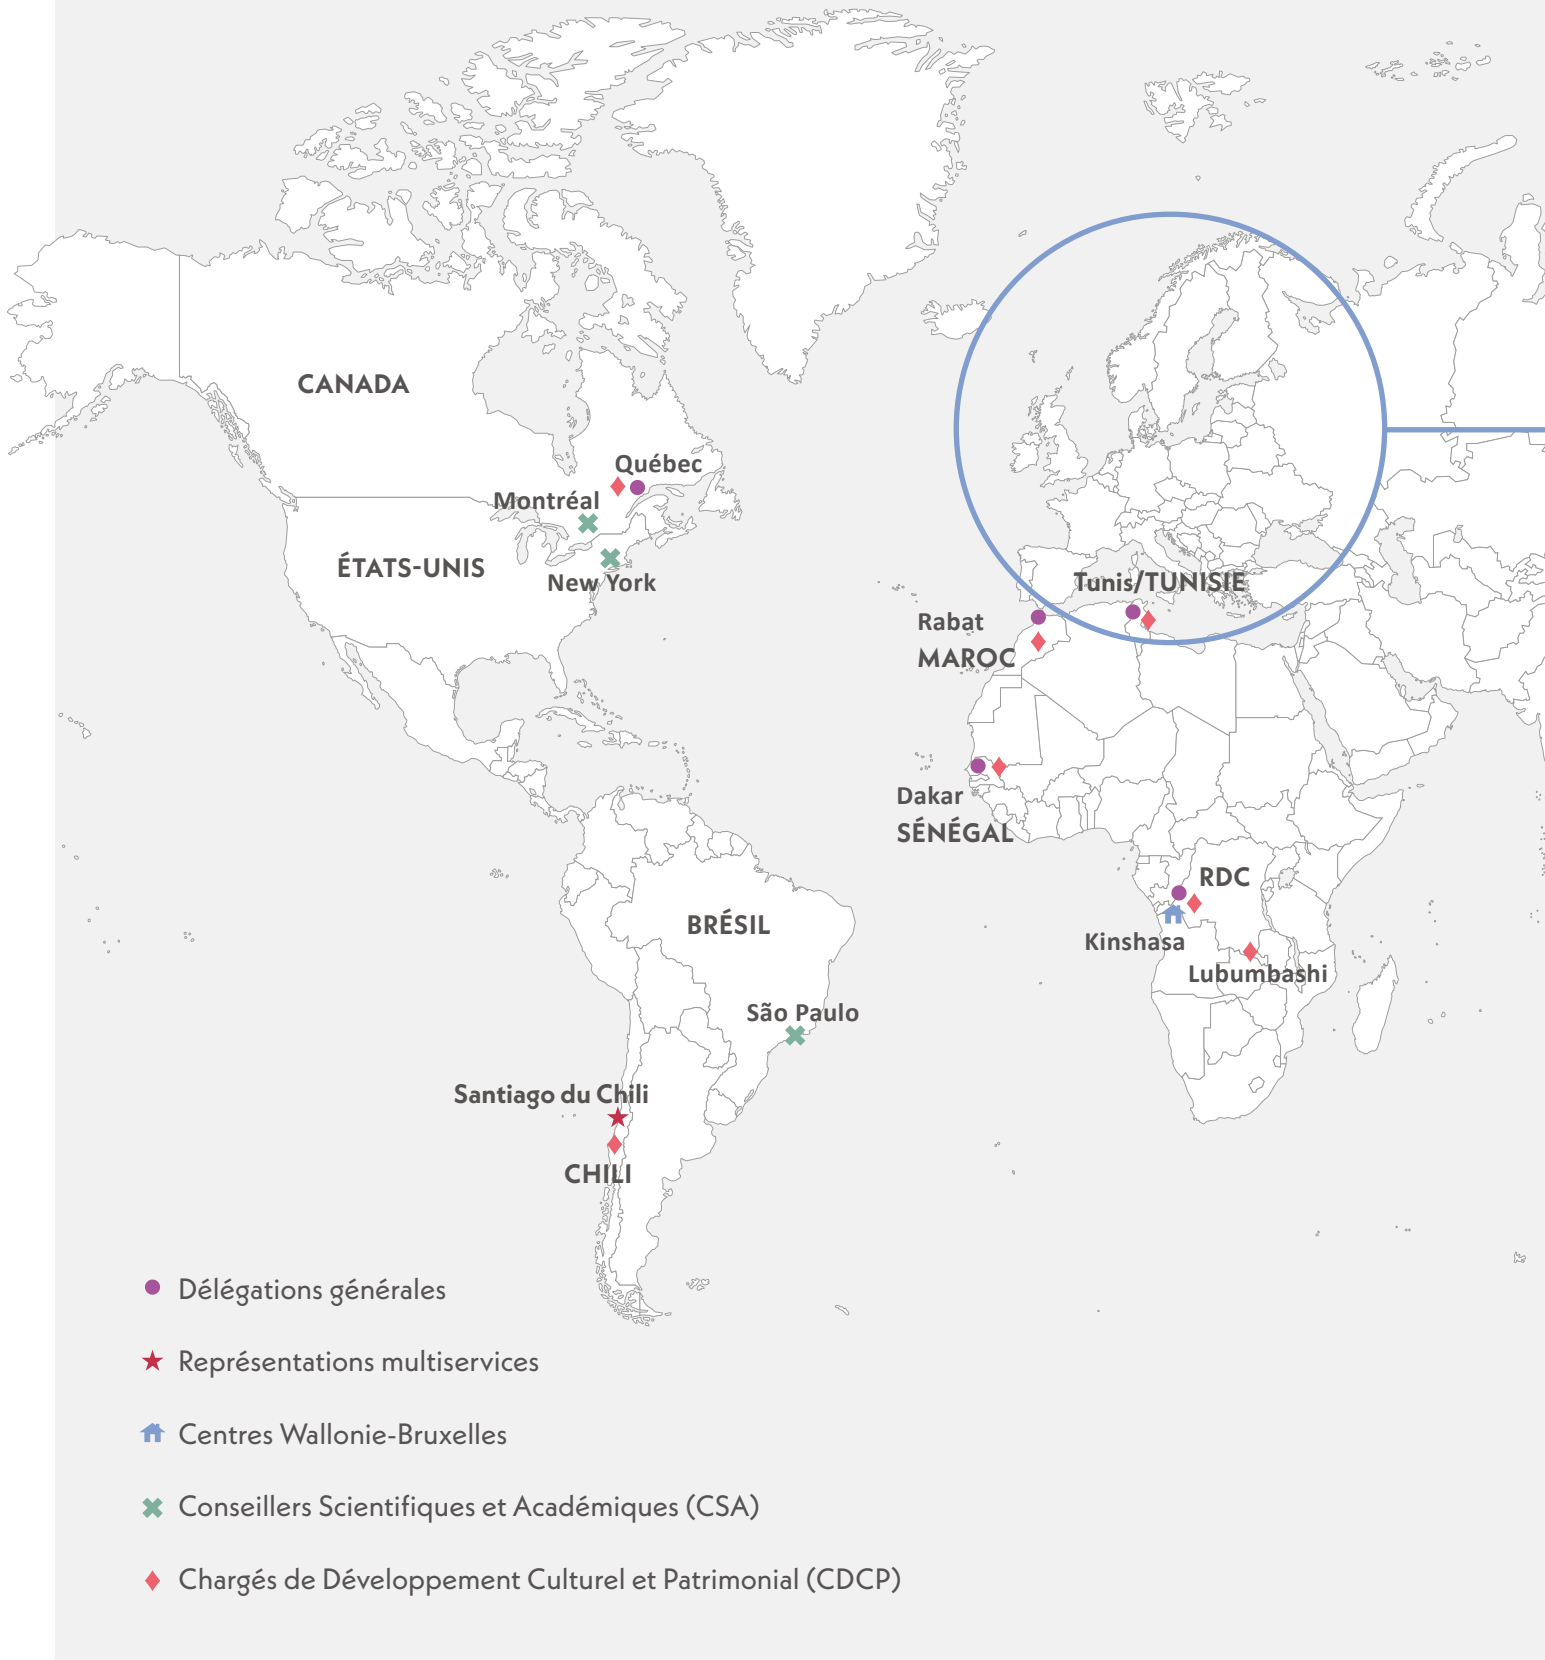 CANADA
Québec
Montréal
ÉTATS-UNIS
New York
Tunis/TUNISIE
Rabat
MAROC
Dakar
SÉNÉGAL
RDC
BRÉSIL
Kinshasa
Lubumbashi
São Paulo
Santiago du Chili
CHILI
Délégations générales
Représentations multiservices
Centres Wallonie-Bruxelles
Conseillers Scientifiques et Académiques (CSA)
Chargés de Développement Culturel et Patrimonial (CDCP)